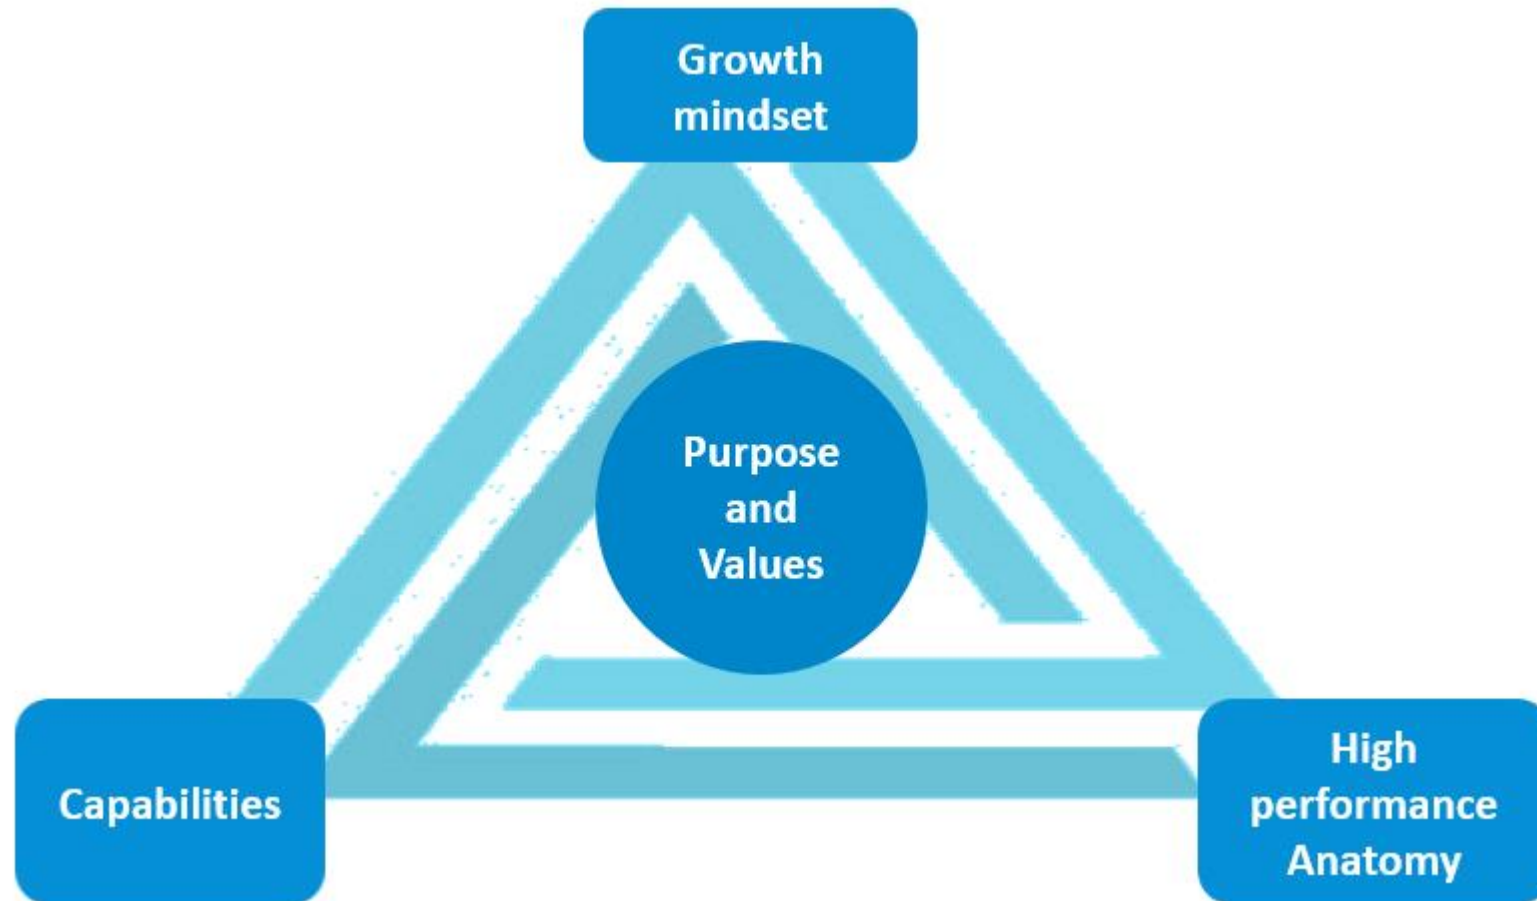 Growth
mindset
Purpose
and
Values
Capabilities
High
performance
Anatomy